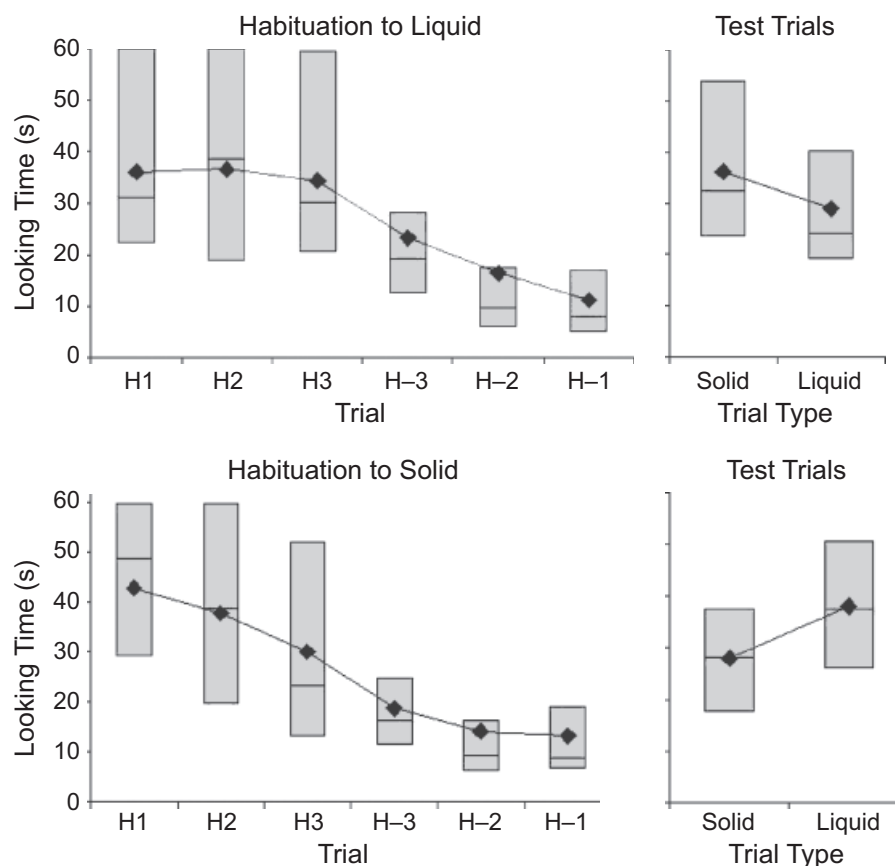 Habituation to Liquid
Looking Time (s)
60
50
40
30
20
10
0
H1 H2 H3 H–3 H–2 H–1
Trial
Test Trials
Solid Liquid
Trial Type
Habituation to Solid
Looking Time (s)
60
50
40
30
20
10
0
H1 H2 H3 H–3 H–2 H–1
Trial
Test Trials
Solid Liquid
Trial Type